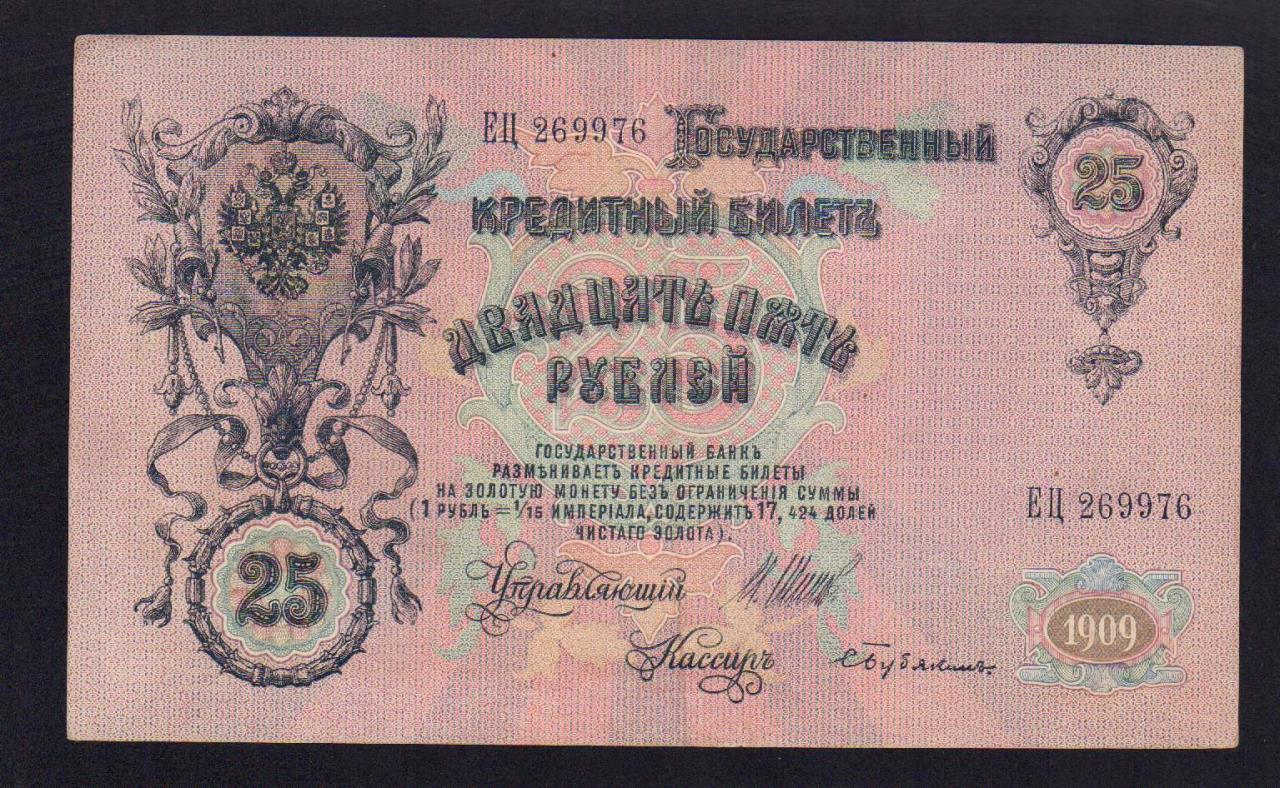 ЕЦ 269976 Государственный
Кредитный Билетъ
25
Двадцать пять
Рублей
Государственный Банкъ
размѣниваетъ кредитные билеты
на золотую монету безъ ограниченія суммы
(1 рубль = 1/15 имперіала, содержитъ 17, 424 долей
чистаго золота).
ЕЦ 269976
25
Управляющій
Кассиръ
1909